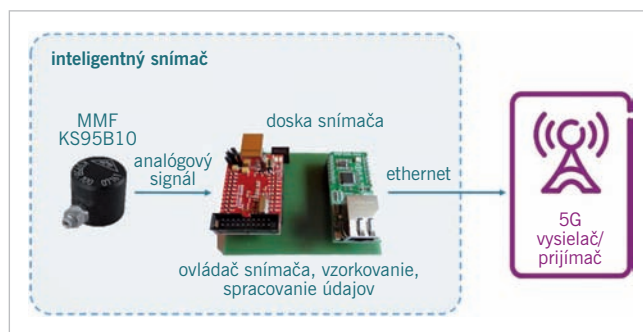 inteligentný snímač
MMF
KS95B10
analógový
signál
doska snímača
ethernet
ovládač snímača, vzorkovanie,
spracovanie údajov
5G
vysielač/
prijímač